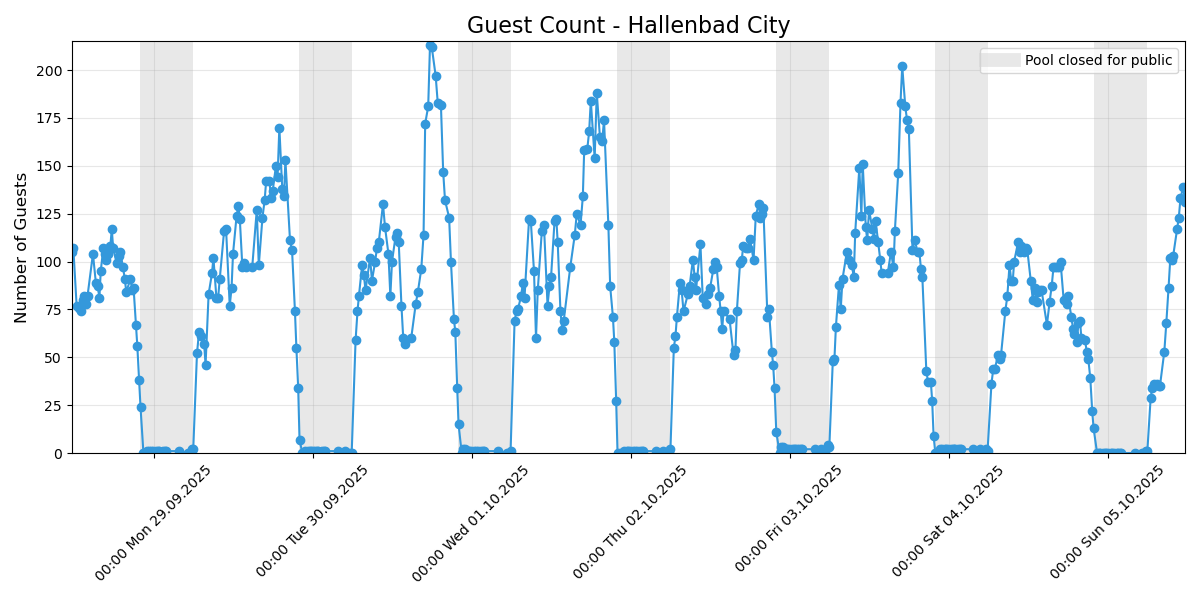 Guest Count - Hallenbad City
Pool closed for public
Number of Guests
200
175
150
125
100
75
50
25
0
00:00 Mon 29.09.2025
00:00 Tue 30.09.2025
00:00 Wed 01.10.2025
00:00 Thu 02.10.2025
00:00 Fri 03.10.2025
00:00 Sat 04.10.2025
00:00 Sun 05.10.2025